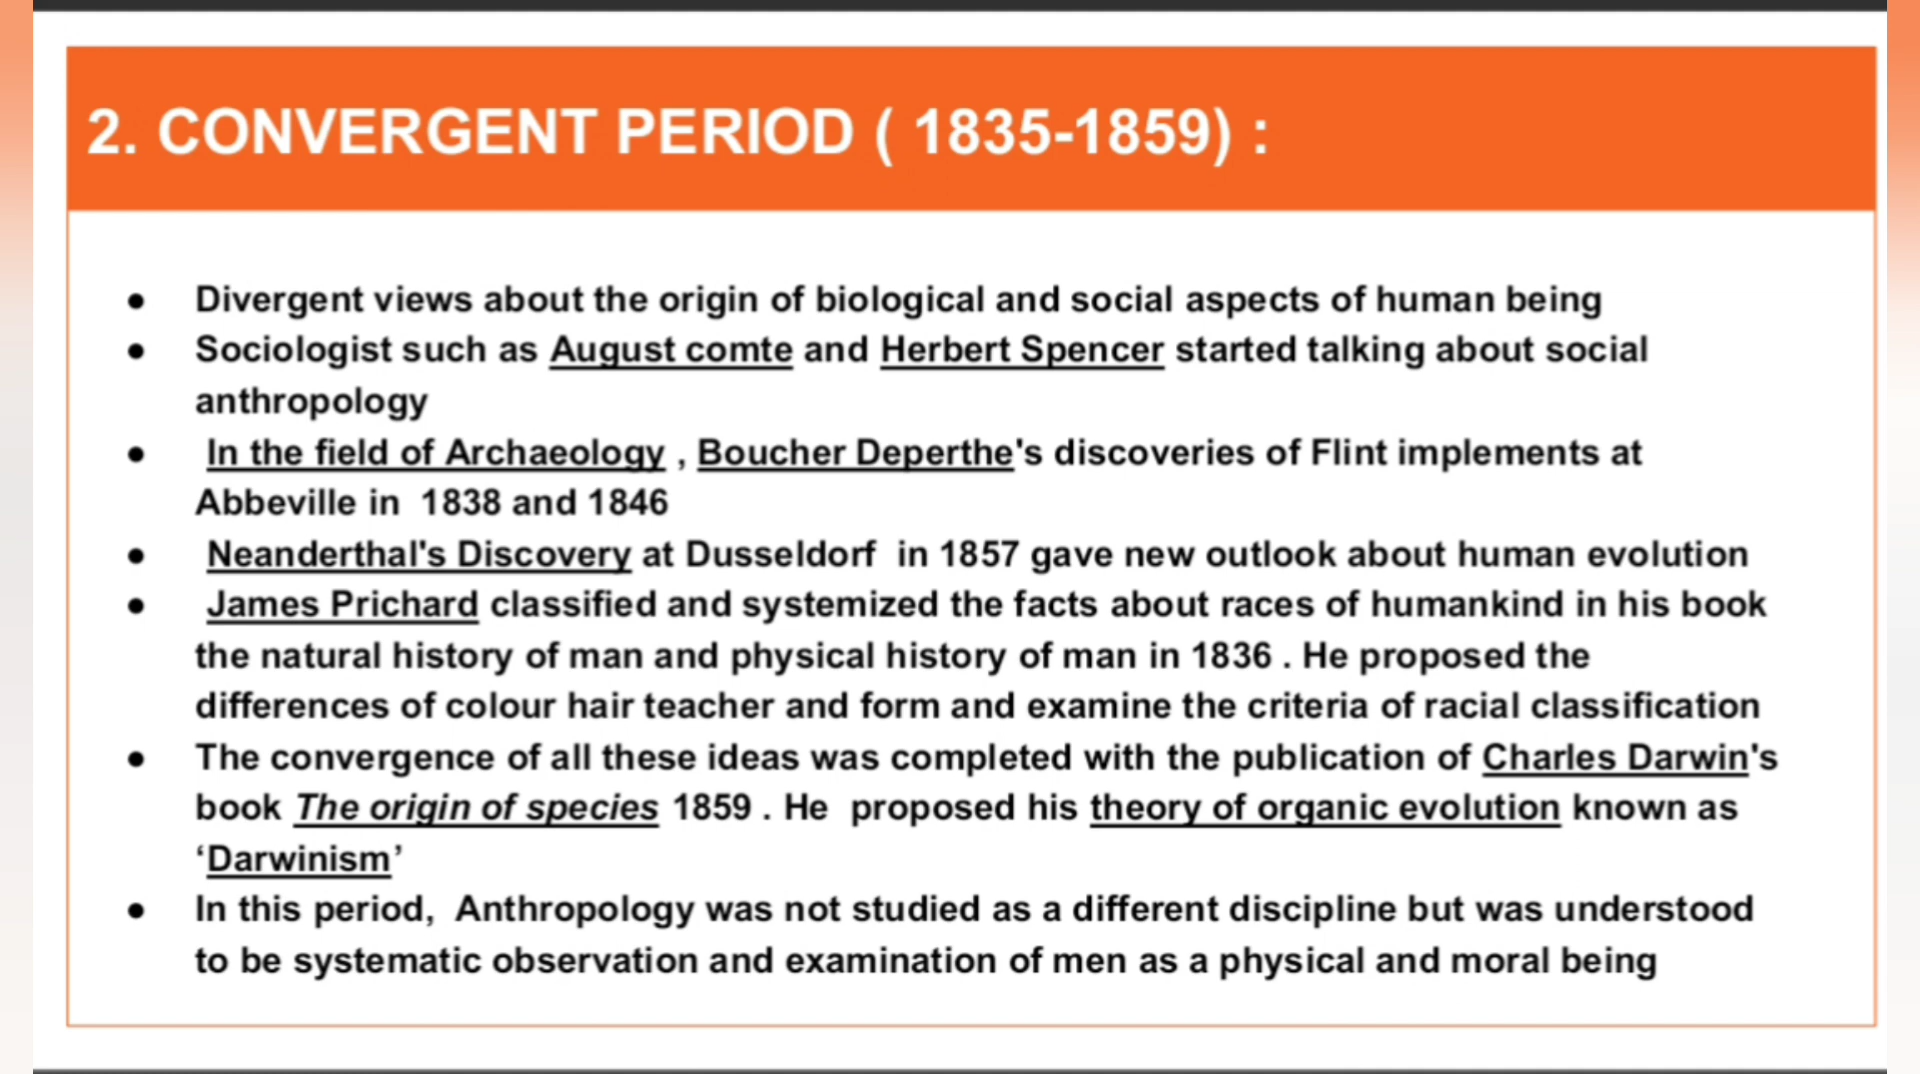 2. CONVERGENT PERIOD ( 1835-1859) :
● Divergent views about the origin of biological and social aspects of human being
● Sociologist such as August comte and Herbert Spencer started talking about social
anthropology
● In the field of Archaeology , Boucher Deperthe's discoveries of Flint implements at
Abbeville in 1838 and 1846
● Neanderthal's Discovery at Dusseldorf in 1857 gave new outlook about human evolution
● James Prichard classified and systemized the facts about races of humankind in his book
the natural history of man and physical history of man in 1836 . He proposed the
differences of colour hair teacher and form and examine the criteria of racial classification
● The convergence of all these ideas was completed with the publication of Charles Darwin's
book The origin of species 1859 . He proposed his theory of organic evolution known as
‘Darwinism’
● In this period, Anthropology was not studied as a different discipline but was understood
to be systematic observation and examination of men as a physical and moral being